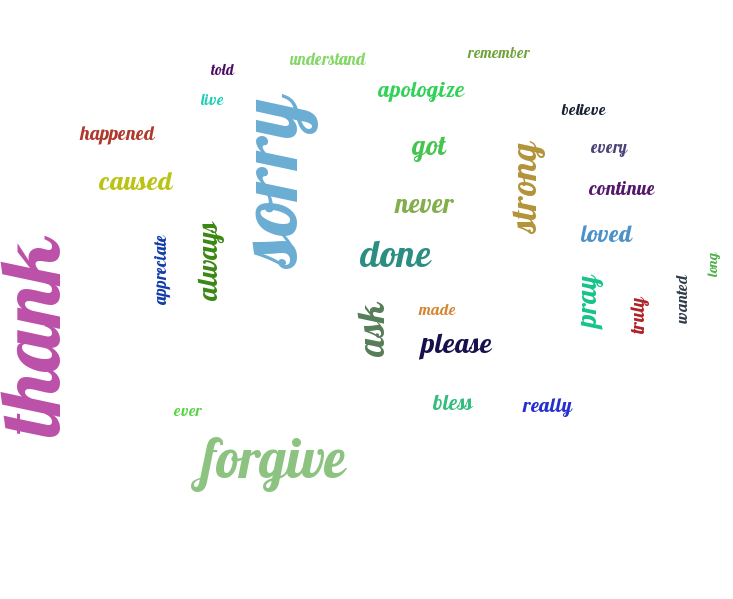 remember
understand
told
apologize
live
believe
happened
got
every
caused
continue
sorry
strong
never
loved
done
always
appreciate
long
thank
pray
wanted
truly
made
ask
please
bless
really
ever
forgive